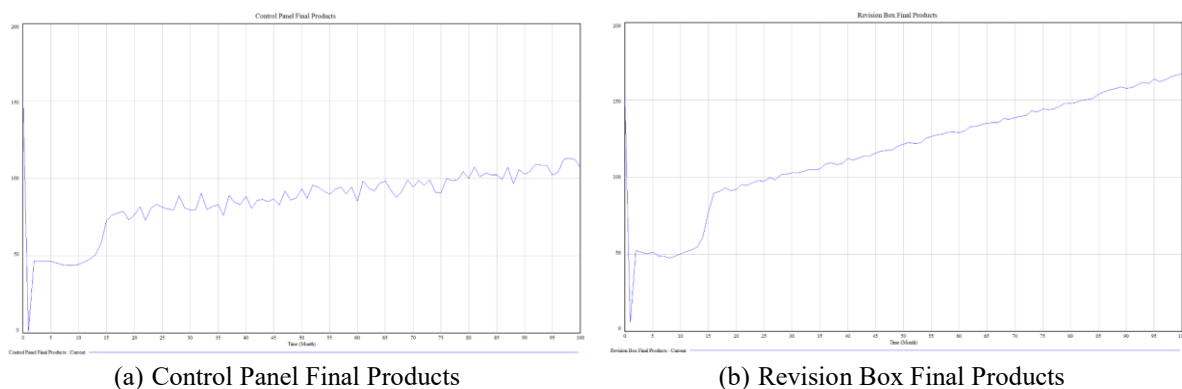 Control Panel Final Products
200
150
100
50
0
0 5 10 15 20 25 30 35 40 45 50 55 60 65 70 75 80 85 90 95 100
Time (Month)
Control Panel Final Products : Current
Revision Box Final Products
200
150
100
50
0
0 5 10 15 20 25 30 35 40 45 50 55 60 65 70 75 80 85 90 95 100
Time (Month)
Revision Box Final Products : Current
(a) Control Panel Final Products
(b) Revision Box Final Products